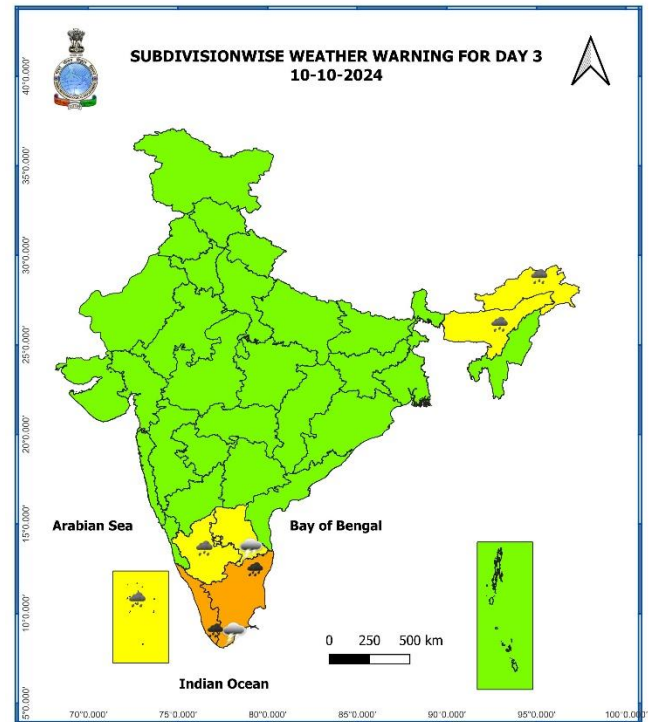 SUBDIVISIONWISE WEATHER WARNING FOR DAY 3
10-10-2024
40°0.000'
35°0.000'
30°0.000'
25°0.000'
20°0.000'
15°0.000'
10°0.000'
5°0.000'
Arabian Sea
Bay of Bengal
0 250 500 km
Indian Ocean
70°0.000' 75°0.000' 80°0.000' 85°0.000' 90°0.000' 95°0.000' 100°0.0